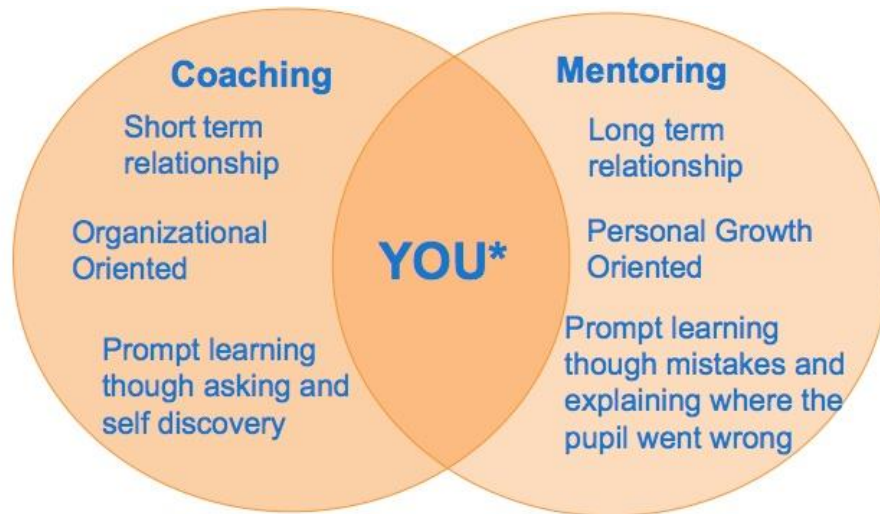 Coaching
Short term
relationship
Organizational
Oriented
Prompt learning
though asking and
self discovery
YOU*
Mentoring
Long term
relationship
Personal Growth
Oriented
Prompt learning
though mistakes and
explaining where the
pupil went wrong